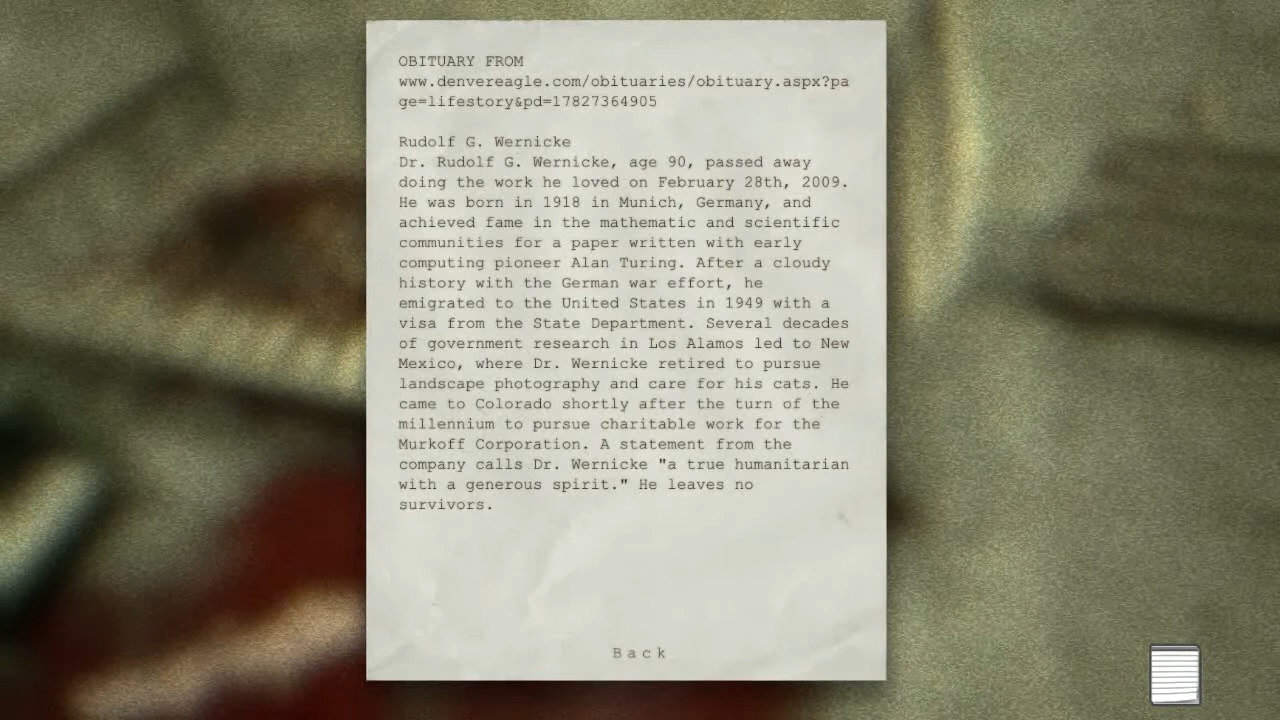 OBITUARY FROM
www.denvereagle.com/obituaries/obituary.aspx?pa
ge=lifestory&pd=17827364905
Rudolf G. Wernicke
Dr. Rudolf G. Wernicke, age 90, passed away
doing the work he loved on February 28th, 2009.
He was born in 1918 in Munich, Germany, and
achieved fame in the mathematic and scientific
communities for a paper written with early
computing pioneer Alan Turing. After a cloudy
history with the German war effort, he
emigrated to the United States in 1949 with a
visa from the State Department. Several decades
of government research in Los Alamos led to New
Mexico, where Dr. Wernicke retired to pursue
landscape photography and care for his cats. He
came to Colorado shortly after the turn of the
millennium to pursue charitable work for the
Murkoff Corporation. A statement from the
company calls Dr. Wernicke "a true humanitarian
with a generous spirit." He leaves no
survivors.
Back